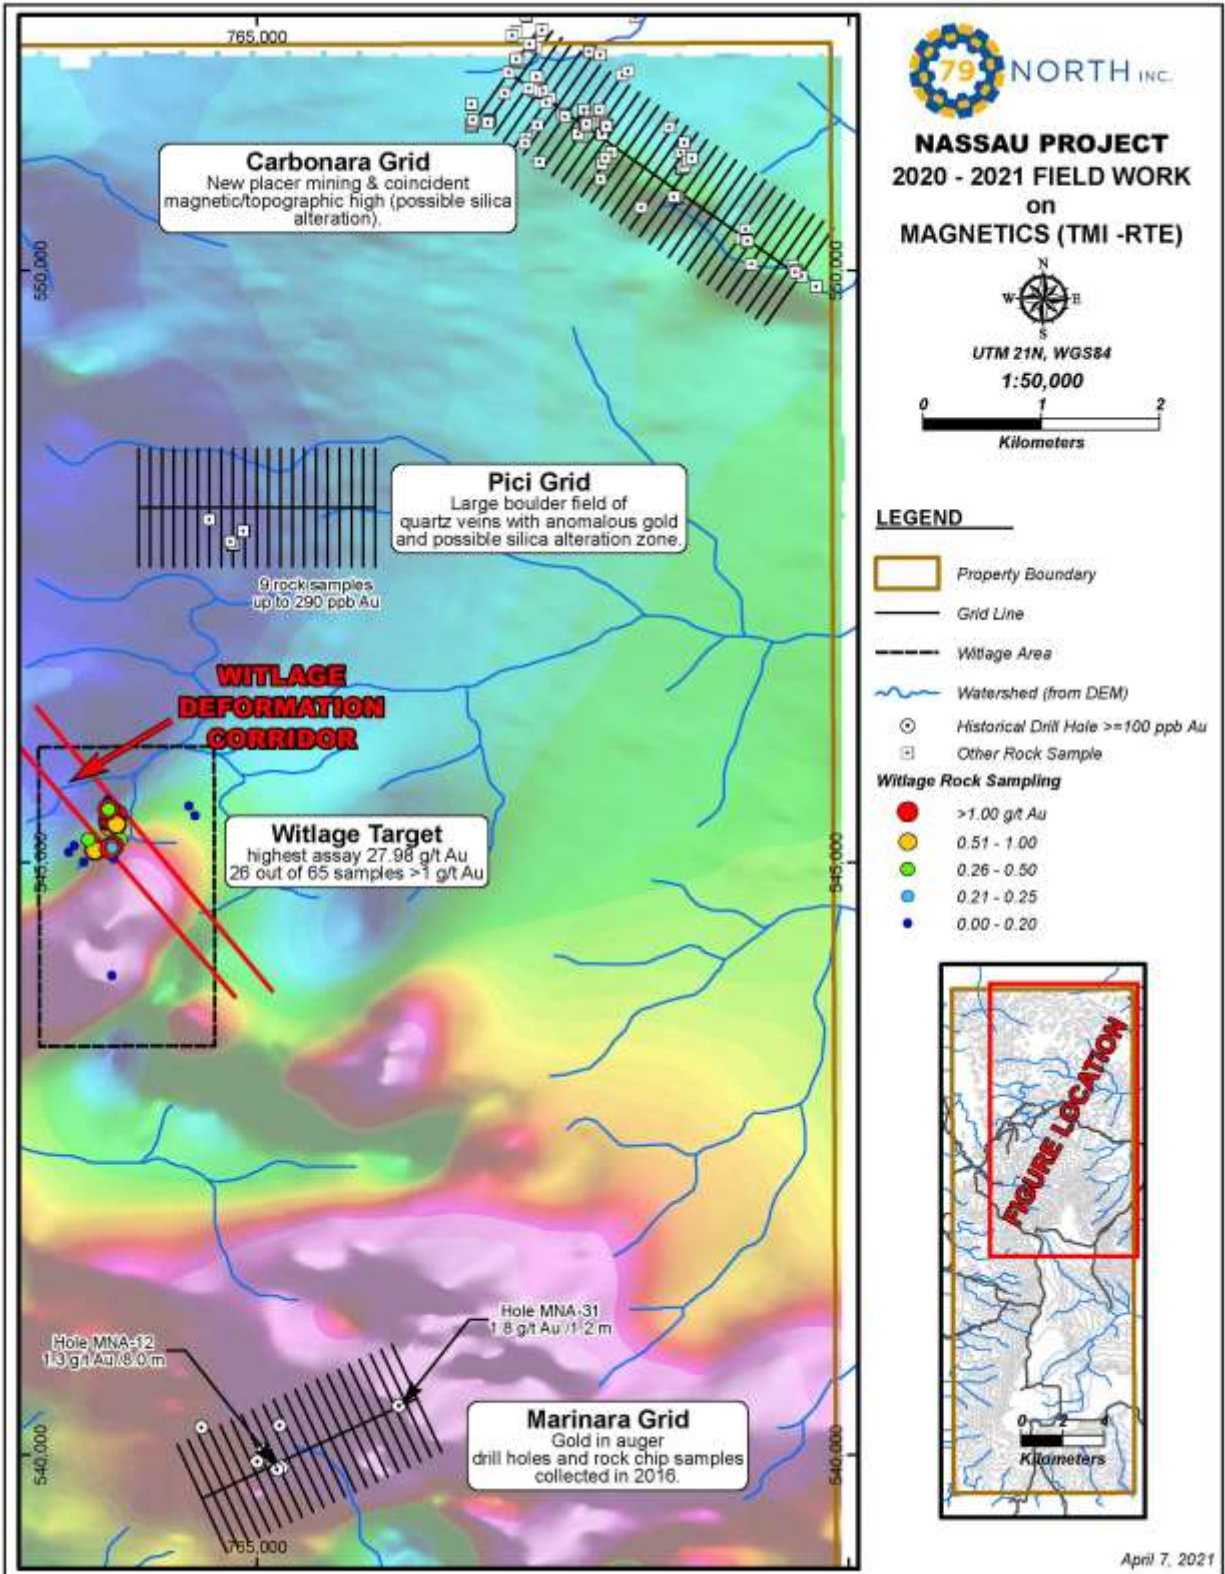 765,000
Carbonara Grid
New placer mining & coincident
magnetic/topographic high (possible silica
alteration).
550,000
550,000
Pici Grid
Large boulder field of
quartz veins with anomalous gold
and possible silica alteration zone.
9 rock samples
up to 290 ppb Au
WITLAGE
DEFORMATION
CORRIDOR
Witlage Target
highest assay 27.98 g/t Au
26 out of 65 samples >1 g/t Au
545,000
545,000
Hole MNA-31
1.8 g/t Au /1.2 m
Hole MNA-12
1.3 g/t Au /8.0 m
Marinara Grid
Gold in auger
drill holes and rock chip samples
collected in 2016.
540,000
540,000
765,000
79 NORTH INC.
NASSAU PROJECT
2020 - 2021 FIELD WORK
on
MAGNETICS (TMI -RTE)
N
W E
S
UTM 21N, WGS84
1:50,000
0 1 2
Kilometers
LEGEND
Property Boundary
Grid Line
Witlage Area
Watershed (from DEM)
Historical Drill Hole >=100 ppb Au
Other Rock Sample
Witlage Rock Sampling
>1.00 g/t Au
0.51 - 1.00
0.26 - 0.50
0.21 - 0.25
0.00 - 0.20
FIGURE LOCATION
0 2 4
Kilometers
April 7, 2021